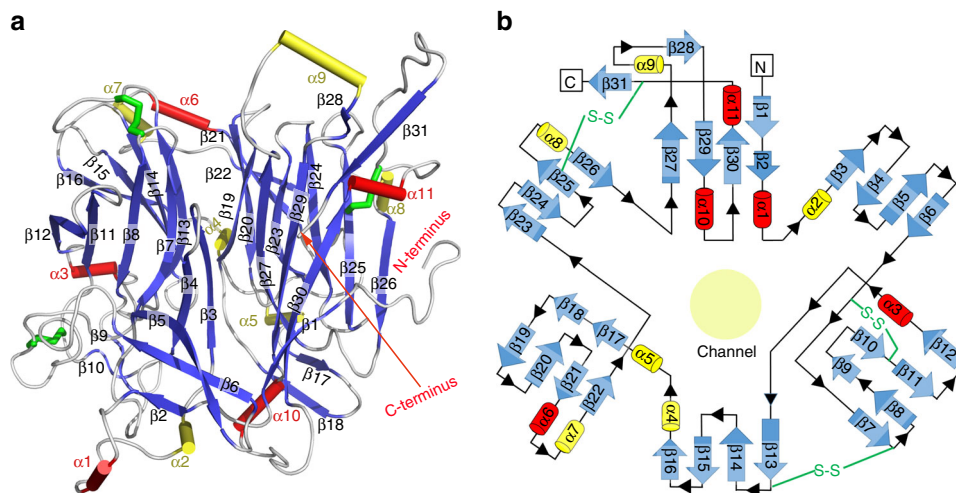 a
α9
α7
α6
β28
β31
β21
β15
β24
β16
β14
β22
α11
β19
β29
α8
β12
β11
β8
β13
α4
β20
β23
N-terminus
β7
α3
β4
β27
β25
β26
β30
β9
β5
β3
α5
β1
β10
β6
β17
C-terminus
β2
α10
β18
α1
α2
b
β28
α9
N
C
β31
α11
β1
S-S
α8
β26
β27
β29
β30
β2
β3
β25
α2
β4
β24
β5
β23
α10
α1
β6
α3
S-S
β18
β10
β12
β17
Channel
β19
β20
α5
β9
β11
β21
β22
β8
α6
α4
β7
α7
β16
β15
β14
β13
S-S